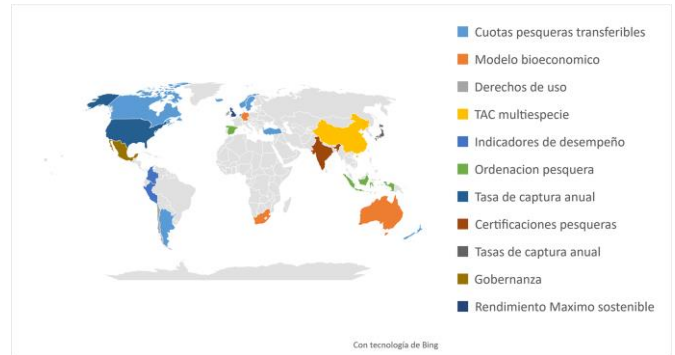 Cuotas pesqueras transferibles
Modelo bioeconomico
Derechos de uso
TAC multiespecie
Indicadores de desempeño
Ordenacion pesquera
Tasa de captura anual
Certificaciones pesqueras
Tasas de captura anual
Gobernanza
Rendimiento Maximo sostenible
Con tecnología de Bing